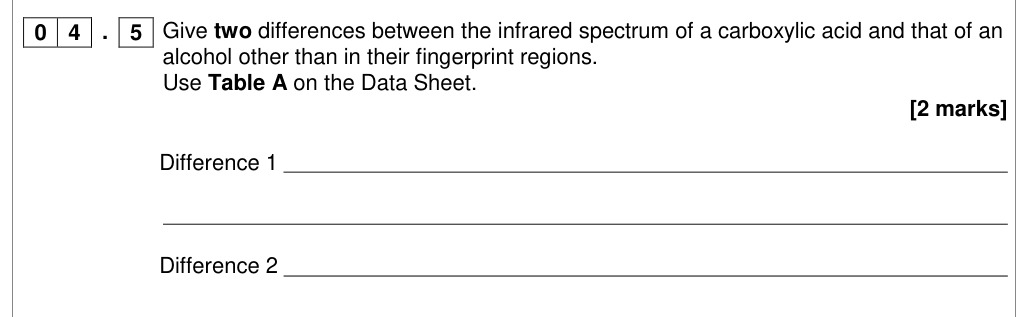 0 4 . 5 Give two differences between the infrared spectrum of a carboxylic acid and that of an
alcohol other than in their fingerprint regions.
Use Table A on the Data Sheet.
[2 marks]
Difference 1
Difference 2